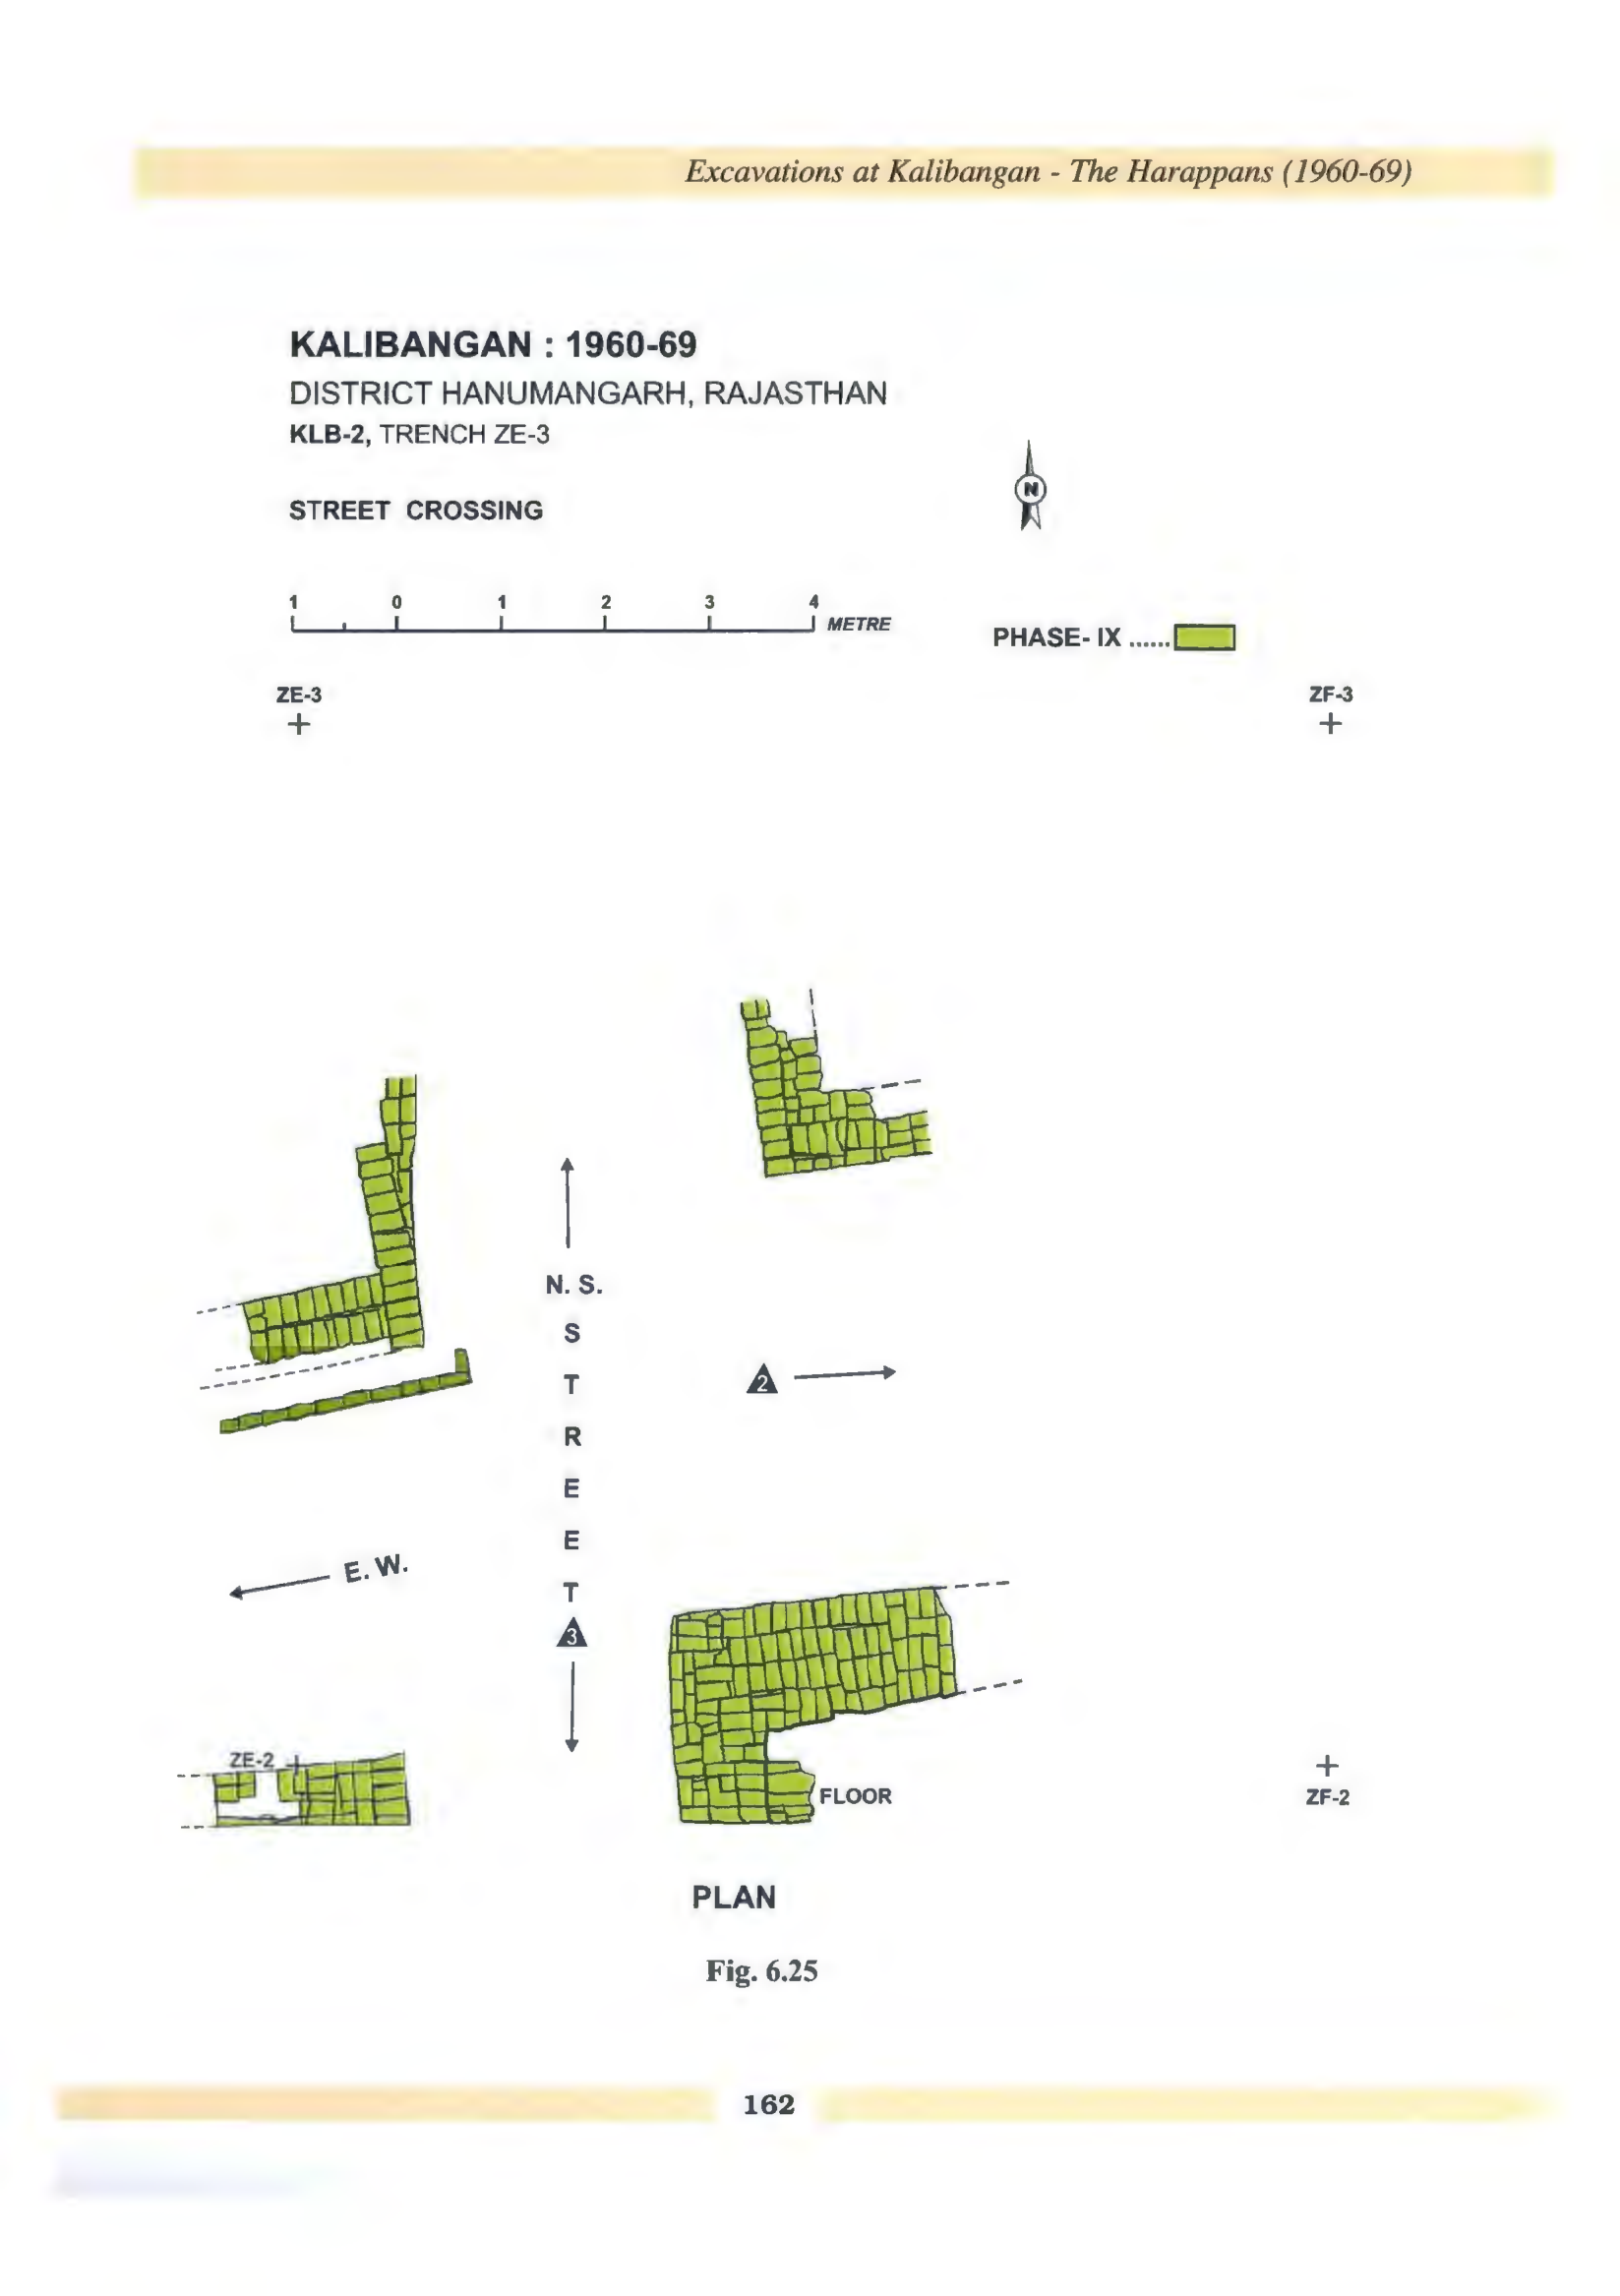 Excavations at Kalibangan - The Harappans (1960-69)
KALIBANGAN : 1960-69
DISTRICT HANUMANGARH, RAJASTHAN
KLB-2, TRENCH ZE-3
N
STREET CROSSING
1 0 1 2 3 4
METRE
PHASE- IX ......
ZE-3
ZF-3
N. S.
S
T
2
R
E
E
E. W.
T
3
ZE-2
FLOOR
ZF-2
PLAN
Fig. 6.25
162